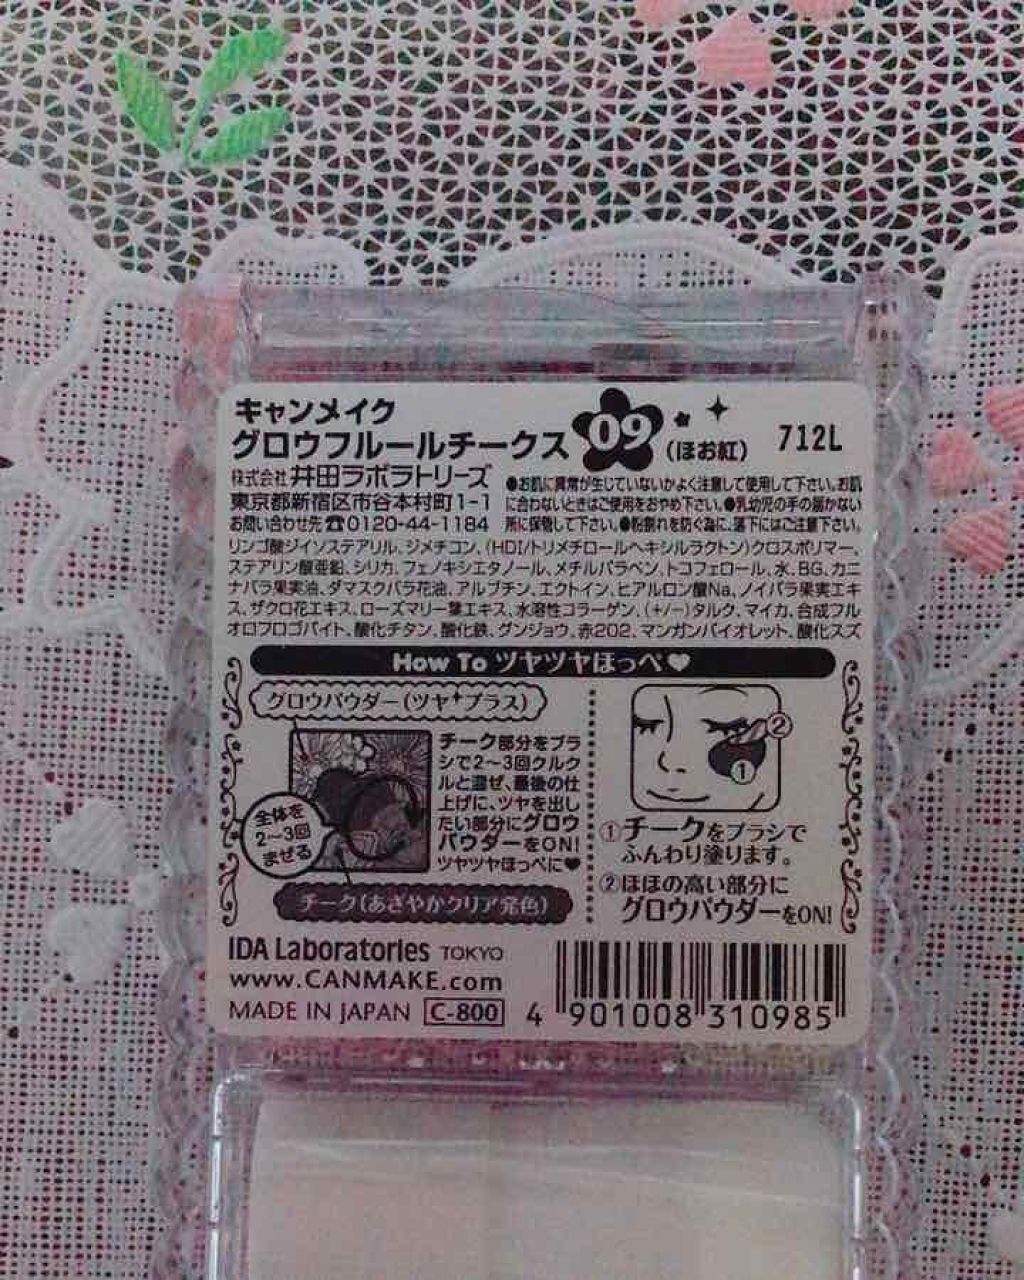 キャンメイク
グロウフルールチークス 09 (ほお紅) 712L
株式会社井田ラボラトリーズ
東京都新宿区市谷本村町1-1
お問い合わせ先☎0120-44-1184
●お肌に異常が生じていないかよく注意して使用して下さい。お肌
に合わないときはご使用をおやめ下さい。●乳幼児の手の届かない
所に保管して下さい。●粉割れを防ぐ為に、落下にはご注意下さい。
リンゴ酸ジイソステアリル、ジメチコン、(HDI/トリメチロールヘキシルラクトン)クロスポリマー、
ステアリン酸亜鉛、シリカ、フェノキシエタノール、メチルパラベン、トコフェロール、水、BG、カニ
ナバラ果実油、ダマスクバラ花油、アルブチン、エクトイン、ヒアルロン酸Na、ノイバラ果実エキ
ス、ザクロ花エキス、ローズマリー葉エキス、水溶性コラーゲン、(+/-)タルク、マイカ、合成フル
オロフロゴパイト、酸化チタン、酸化鉄、グンジョウ、赤202、マンガンバイオレット、酸化スズ
How To ツヤツヤほっぺ♥
グロウパウダー(ツヤ✦プラス)
チーク部分をブラ
シで2〜3回クルク
ルと混ぜ、最後の仕
上げに、ツヤを出し
たい部分にグロウ
パウダーをON!
ツヤツヤほっぺに♥
全体を
2〜3回
まぜる
チーク(あざやかクリア発色)
②
①
①チークをブラシで
ふんわり塗ります。
②ほほの高い部分に
グロウパウダーをON!
IDA Laboratories TOKYO
www.CANMAKE.com
MADE IN JAPAN C-800
4 901008 310985